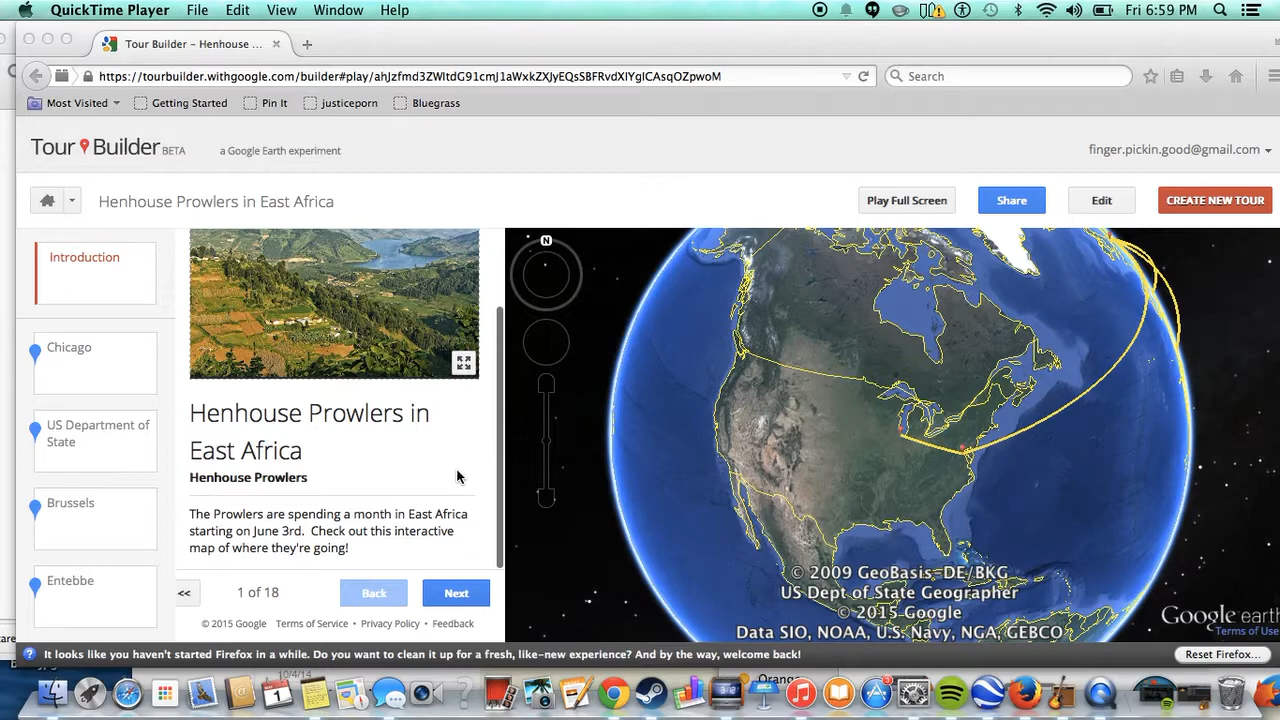 QuickTime Player File Edit View Window Help Fri 6:59 PM
Tour Builder – Henhouse ...
https://tourbuilder.withgoogle.com/builder#play/ahJzfmd3ZWItdG91cmJ1aWxkZXJyEQsSBFRvdXIYgICAsqOZpwoM Search
Most Visited Getting Started Pin It justiceporn Bluegrass
Tour Builder BETA a Google Earth experiment finger.pickin.good@gmail.com
Henhouse Prowlers in East Africa Play Full Screen Share Edit CREATE NEW TOUR
Introduction
Chicago
US Department of
State
Brussels
Entebbe
Henhouse Prowlers in
East Africa
Henhouse Prowlers
The Prowlers are spending a month in East Africa
starting on June 3rd. Check out this interactive
map of where they're going!
<< 1 of 18 Back Next
© 2015 Google Terms of Service • Privacy Policy • Feedback
N
© 2009 GeoBasis-DE/BKG
US Dept of State Geographer
© 2015 Google
Data SIO, NOAA, U.S. Navy, NGA, GEBCO
Google earth
Terms of Use
? It looks like you haven't started Firefox in a while. Do you want to clean it up for a fresh, like-new experience? And by the way, welcome back! Reset Firefox...
10/4/14